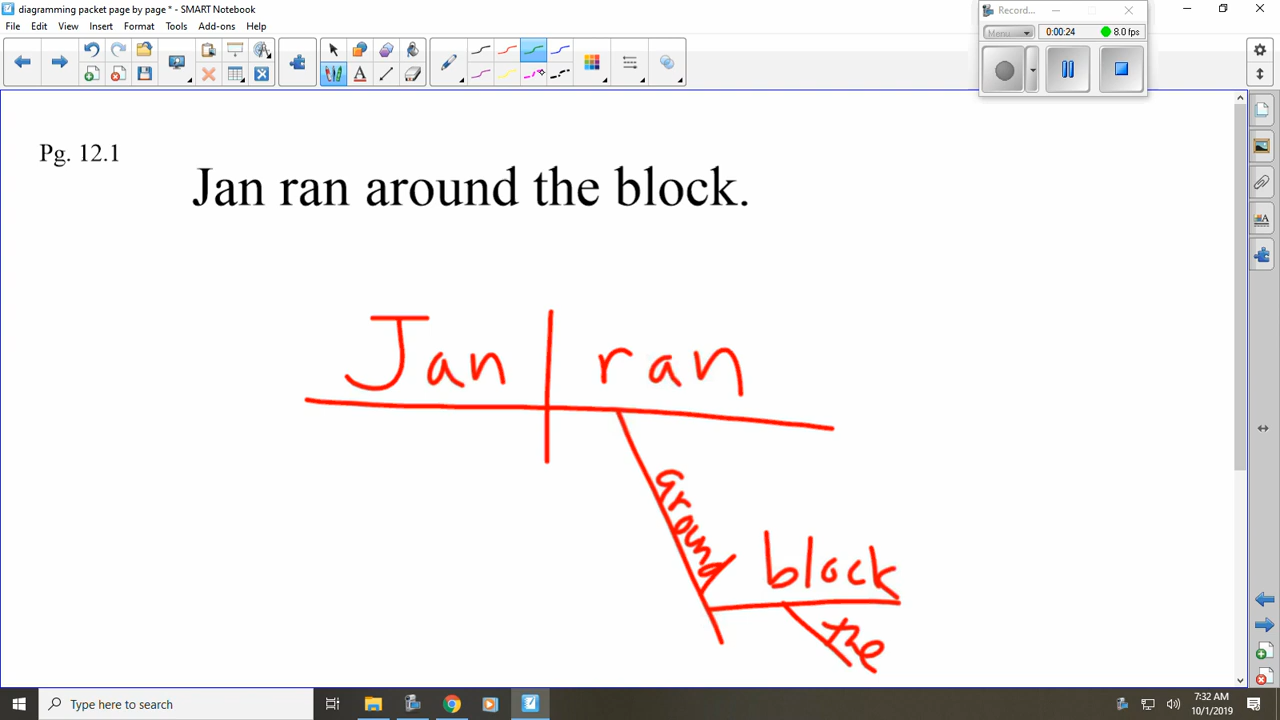 diagramming packet page by page * - SMART Notebook
File Edit View Insert Format Tools Add-ons Help
Record...
Menu
0:00:24
8.0 fps
Pg. 12.1
Jan ran around the block.
Jan ran
around
block
the
Type here to search
7:32 AM
10/1/2019